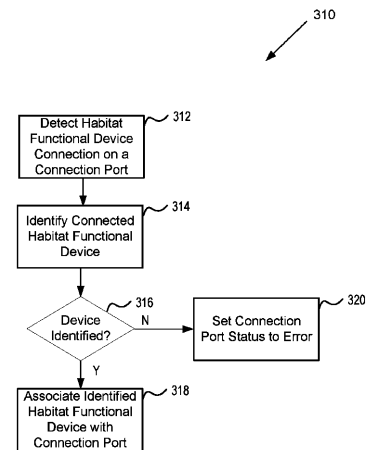 310
Detect Habitat
Functional Device
Connection on a
Connection Port
312
Identify Connected
Habitat Functional
Device
314
Device
Identified?
316
N
Y
Set Connection
Port Status to Error
320
Associate Identified
Habitat Functional
Device with
Connection Port
318